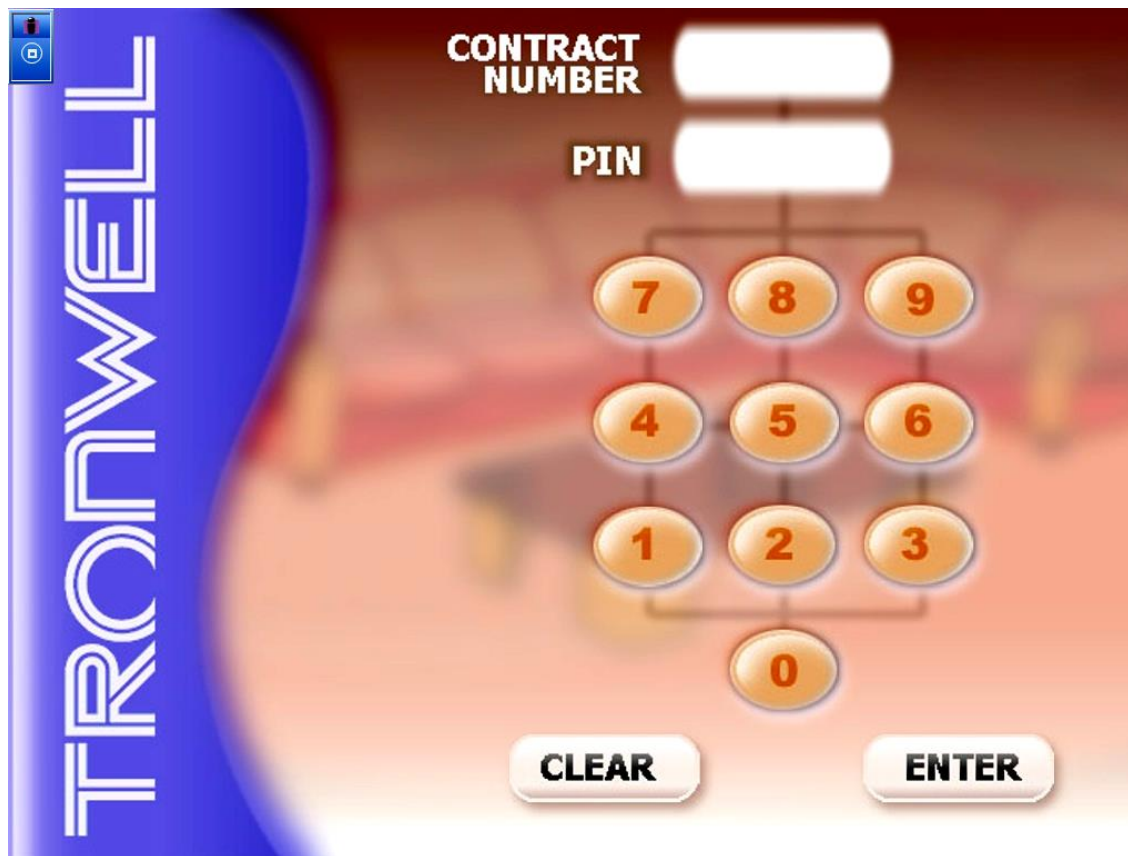 TRONWELL
CONTRACT
NUMBER
PIN
7 8 9
4 5 6
1 2 3
0
CLEAR ENTER